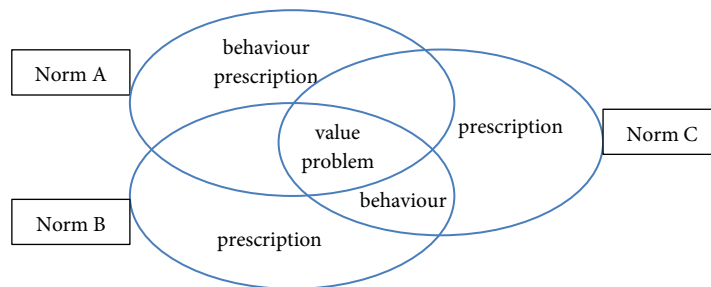 behaviour
prescription
Norm A
prescription
Norm C
value
problem
behaviour
Norm B
prescription